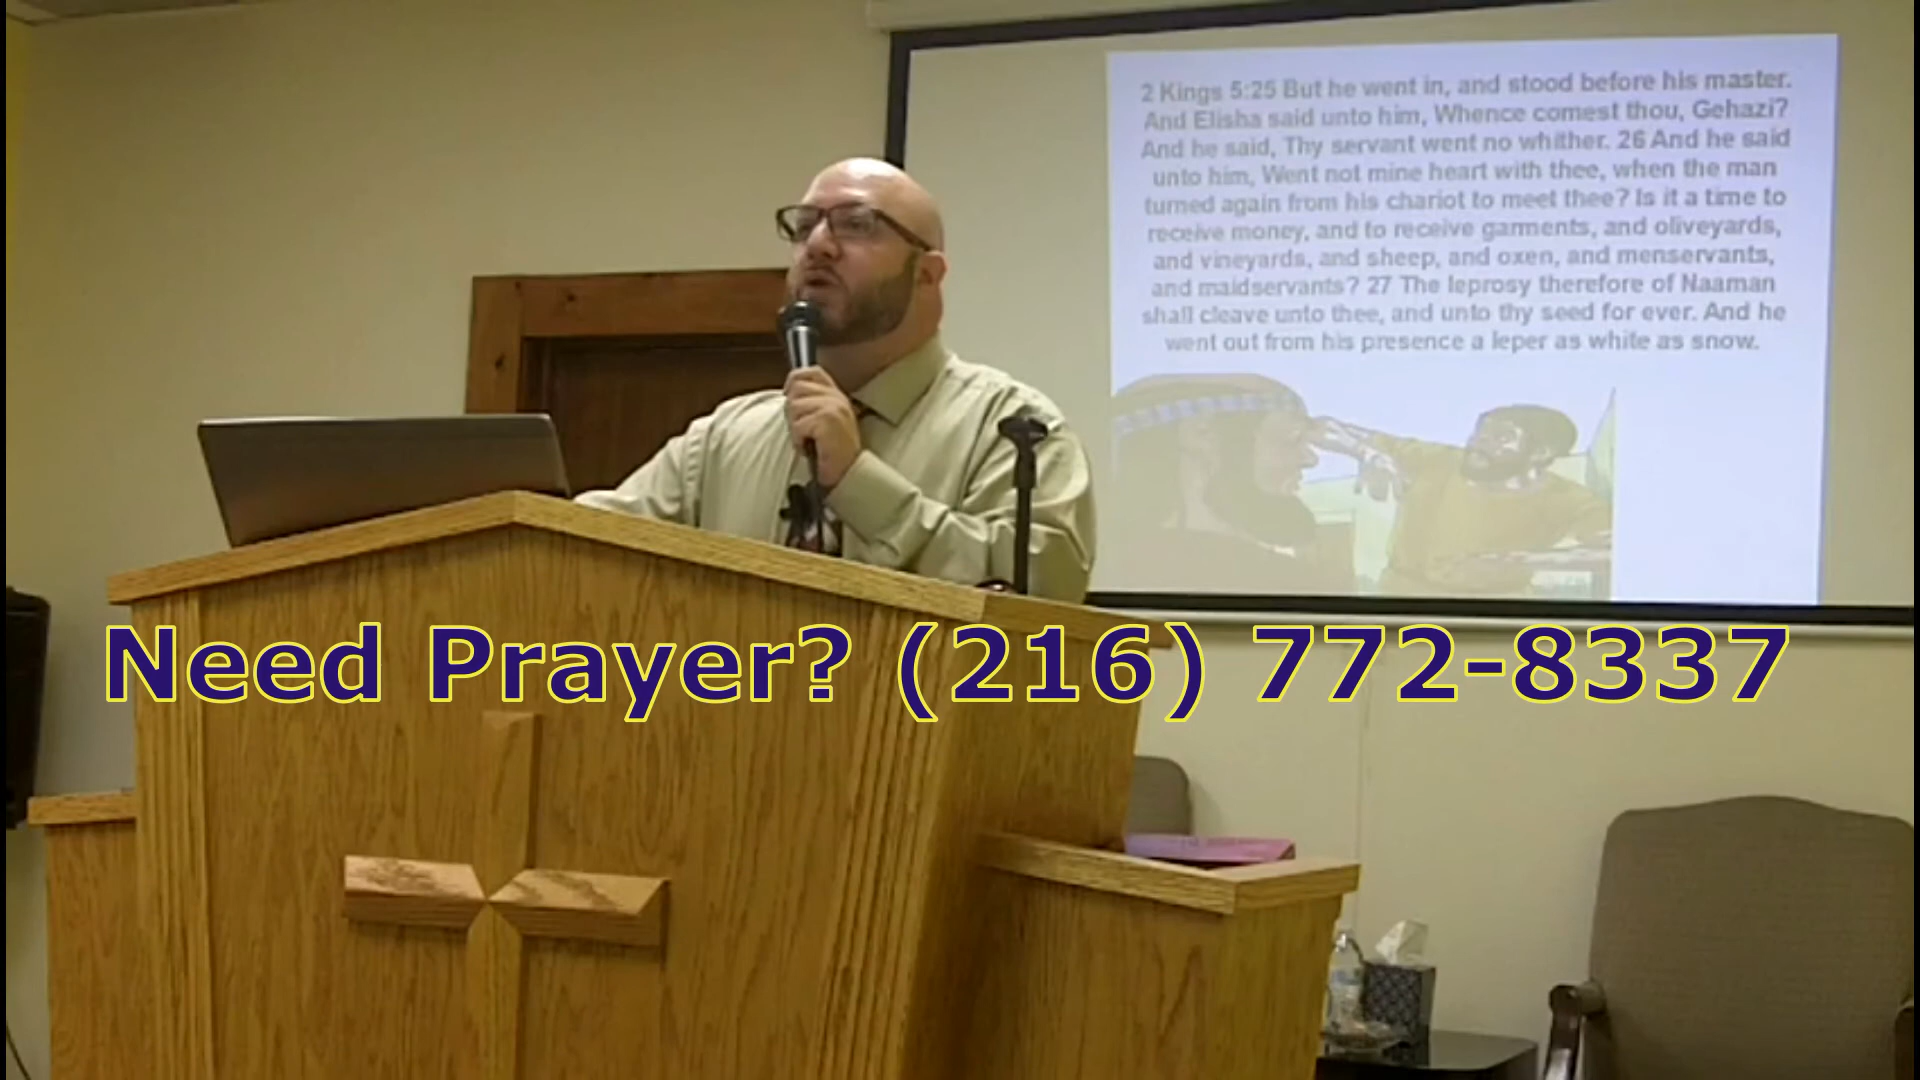 2 Kings 5:25 But he went in, and stood before his master.
And Elisha said unto him, Whence comest thou, Gehazi?
And he said, Thy servant went no whither. 26 And he said
unto him, Went not mine heart with thee, when the man
turned again from his chariot to meet thee? Is it a time to
receive money, and to receive garments, and oliveyards,
and vineyards, and sheep, and oxen, and menservants,
and maidservants? 27 The leprosy therefore of Naaman
shall cleave unto thee, and unto thy seed for ever. And he
went out from his presence a leper as white as snow.
Need Prayer? (216) 772-8337